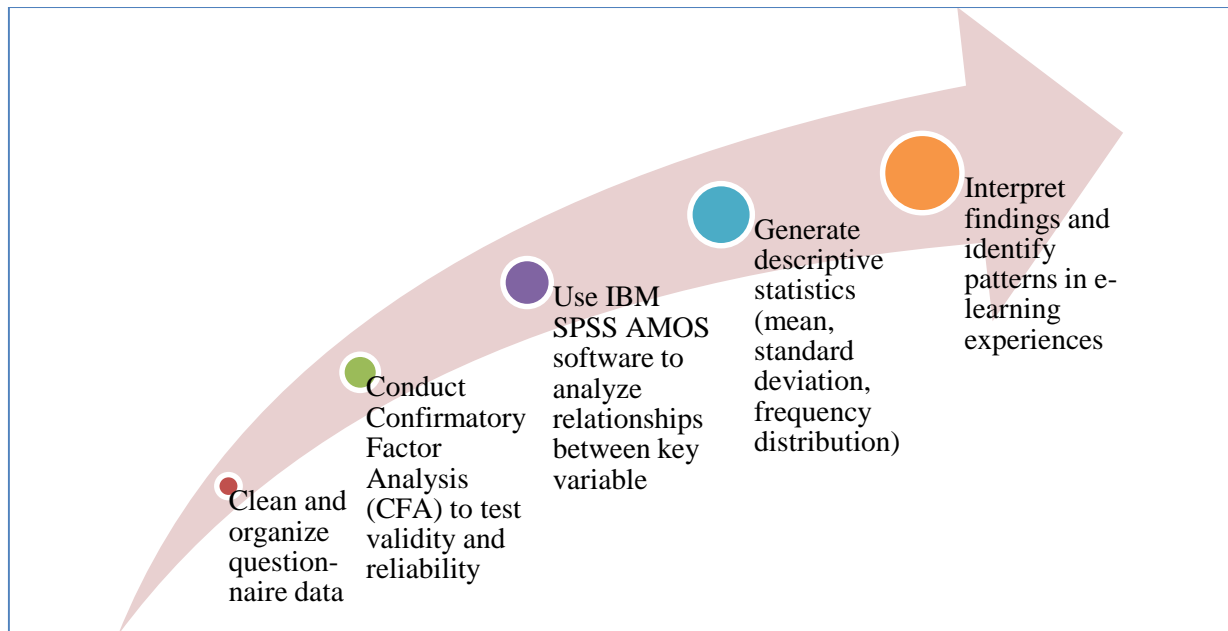 Clean and
organize
question-
naire data
Conduct
Confirmatory
Factor
Analysis
(CFA) to test
validity and
reliability
Use IBM
SPSS AMOS
software to
analyze
relationships
between key
variable
Generate
descriptive
statistics
(mean,
standard
deviation,
frequency
distribution)
Interpret
findings and
identify
patterns in e-
learning
experiences